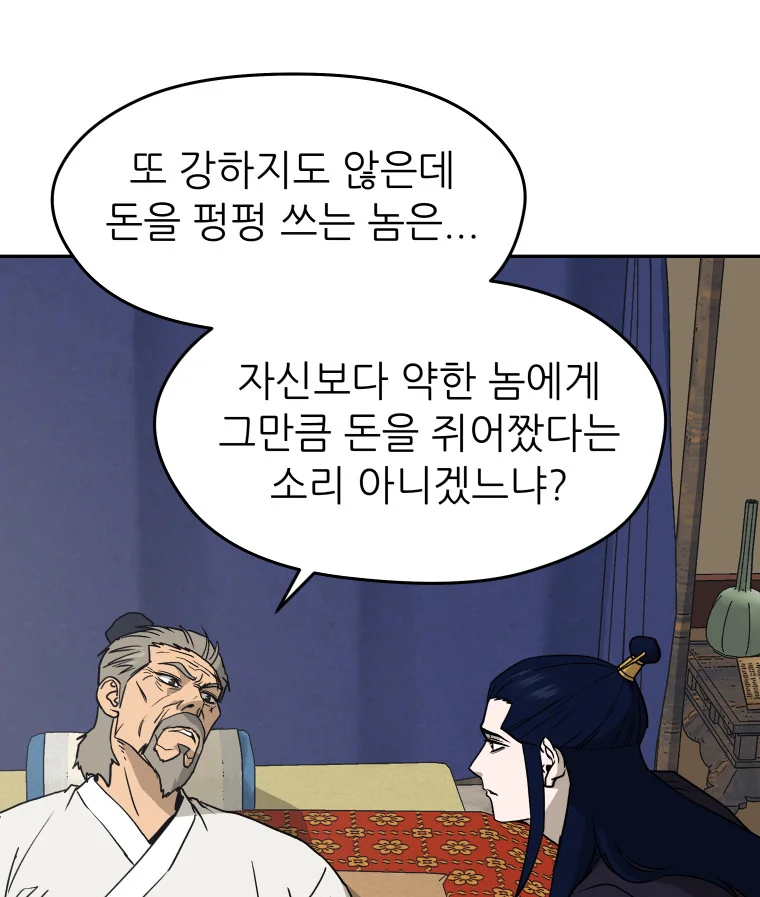 또 강하지도 않은데
돈을 펑펑 쓰는 놈은...
자신보다 약한 놈에게
그만큼 돈을 쥐어짰다는
소리 아니겠느냐?